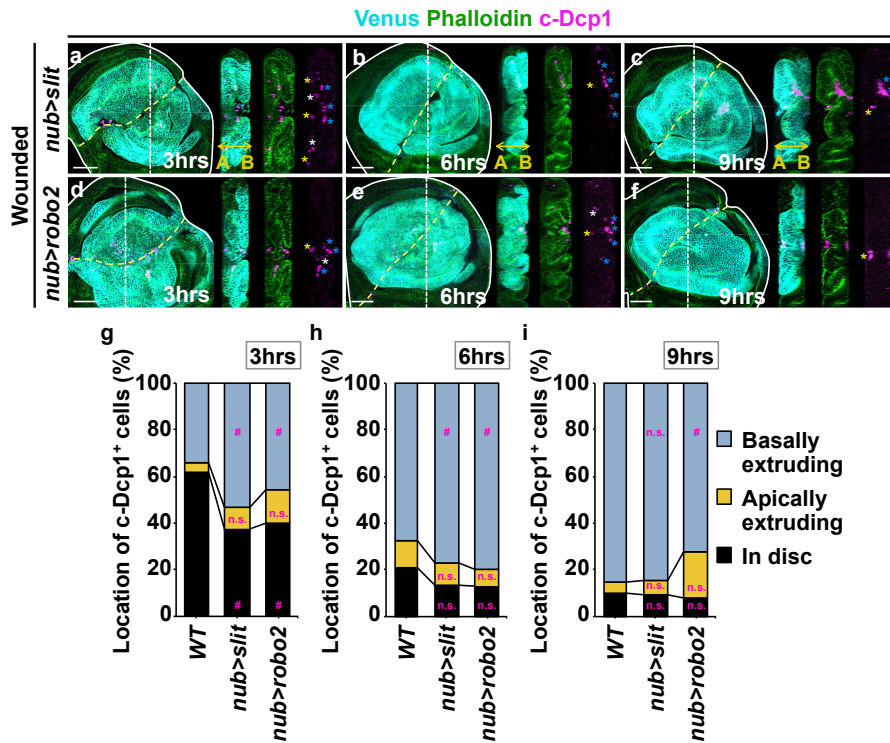 Venus Phalloidin c-Dcp1
Wounded
nub>slit
a
3hrs
A B
b
6hrs
A B
c
9hrs
A B
nub>robo2
d
3hrs
e
6hrs
f
9hrs
g
3hrs
Location of c-Dcp1+ cells (%)
100
80
60
40
20
0
#
n.s.
#
#
n.s.
#
WT
nub>slit
nub>robo2
h
6hrs
Location of c-Dcp1+ cells (%)
100
80
60
40
20
0
#
n.s.
n.s.
#
n.s.
n.s.
WT
nub>slit
nub>robo2
i
9hrs
Location of c-Dcp1+ cells (%)
100
80
60
40
20
0
n.s.
n.s.
n.s.
#
n.s.
n.s.
WT
nub>slit
nub>robo2
Basally
extruding
Apically
extruding
In disc